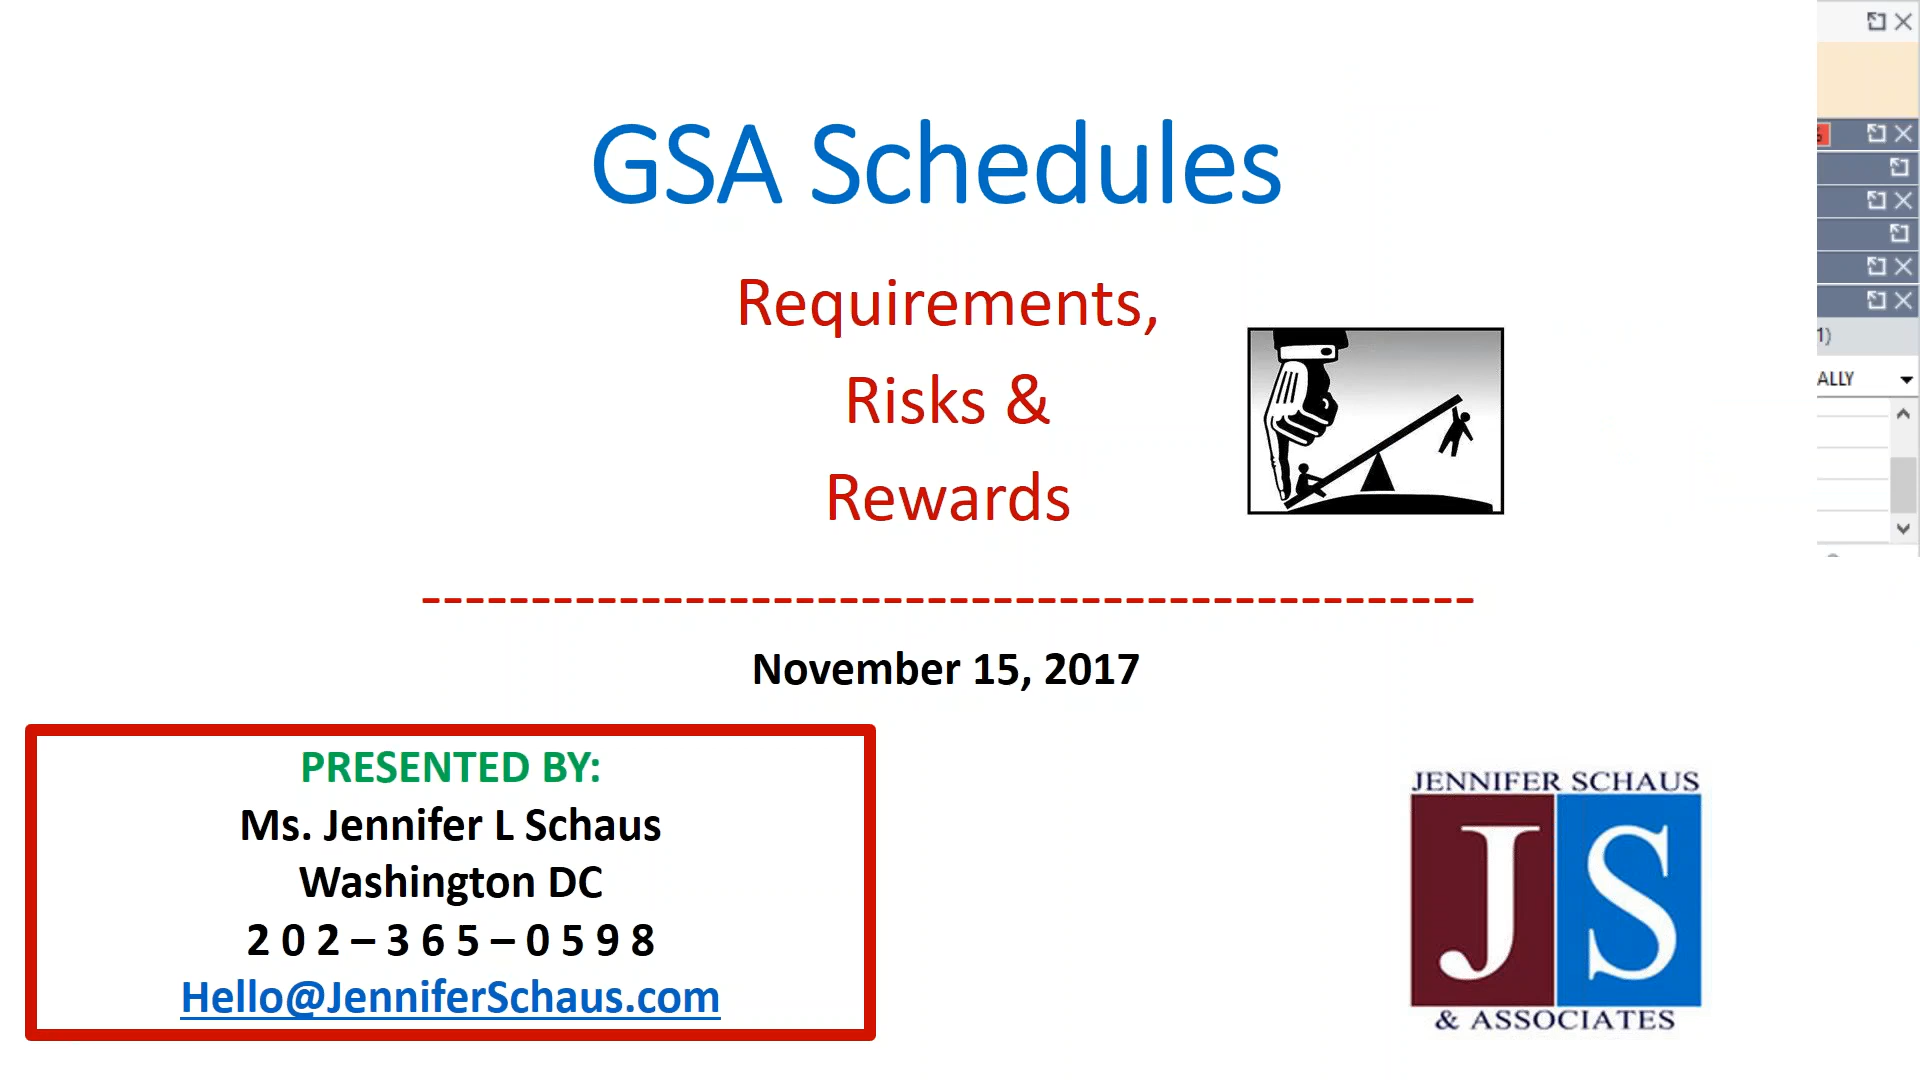 GSA Schedules
Requirements,
Risks &
Rewards
------------------------------------------------
November 15, 2017
PRESENTED BY:
Ms. Jennifer L Schaus
Washington DC
2 0 2 – 3 6 5 – 0 5 9 8
Hello@JenniferSchaus.com
JENNIFER SCHAUS
JS
& ASSOCIATES
1)
ALLY